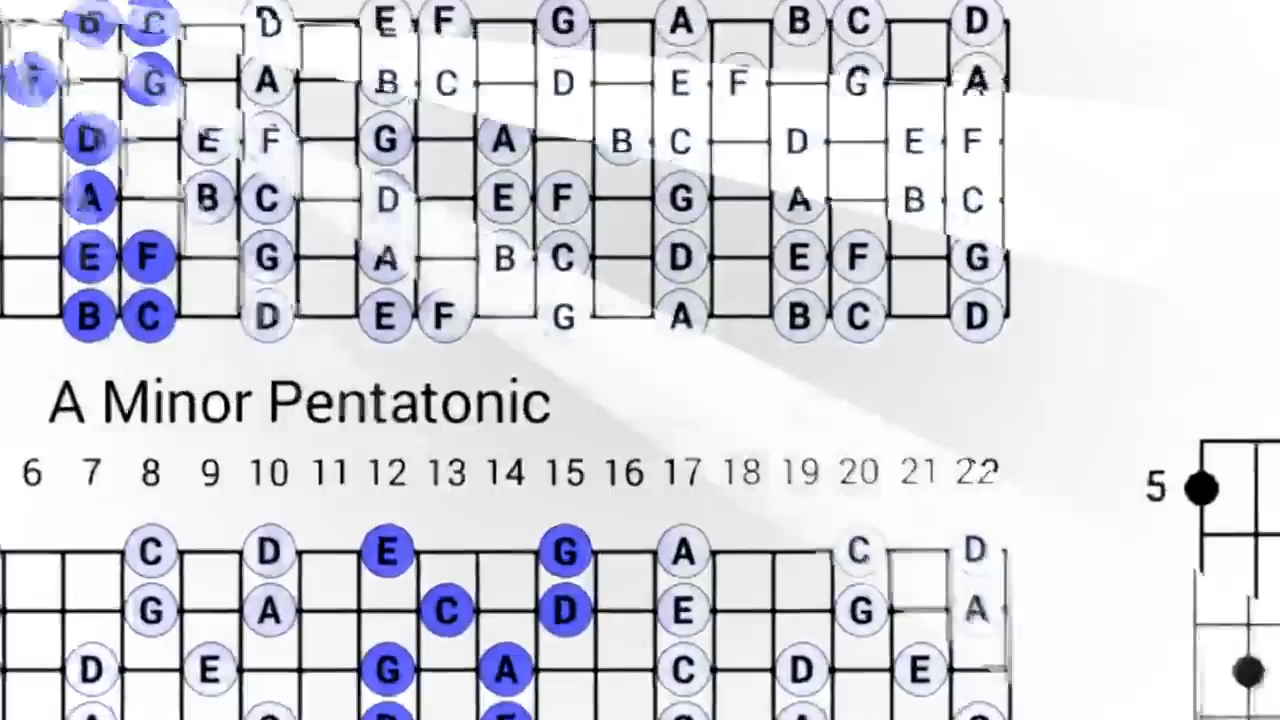 B C D E F G A B C D
F G A B C D E F G A
D E F G A B C D E F
A B C D E F G A B C
E F G A B C D E F G
B C D E F G A B C D
A Minor Pentatonic
6 7 8 9 10 11 12 13 14 15 16 17 18 19 20 21 22
5
C D E G A C D
G A C D E G A
D E G A C D E